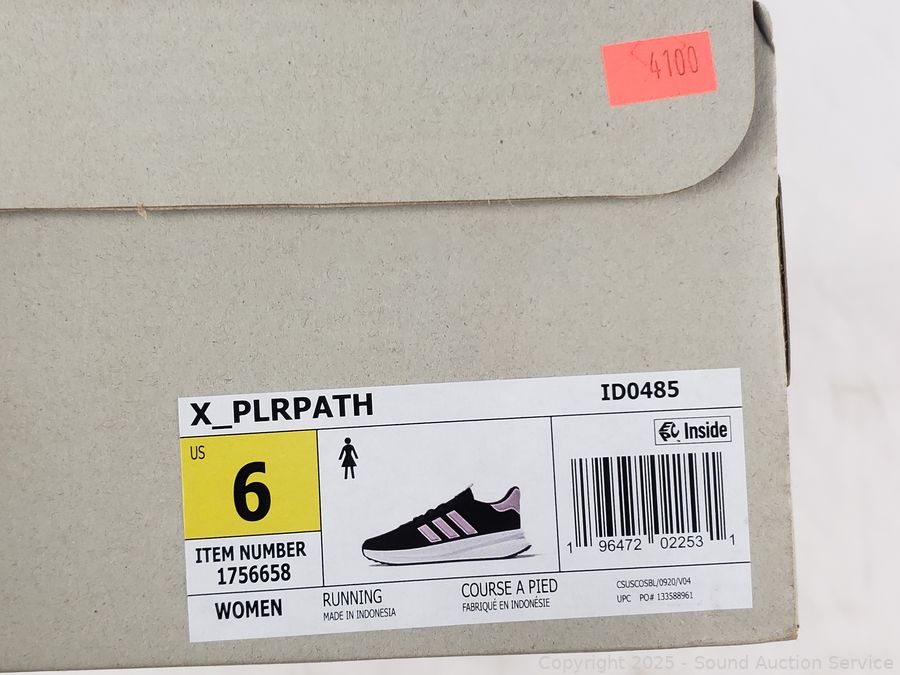 4100
X_PLRPATH
ID0485
US
6
Inside
1 96472 02253 1
ITEM NUMBER
1756658
WOMEN
RUNNING
MADE IN INDONESIA
COURSE A PIED
FABRIQUÉ EN INDONÉSIE
CSUSCOSBL/0920/V04
UPC PO# 133588961
Copyright 2025 - Sound Auction Service